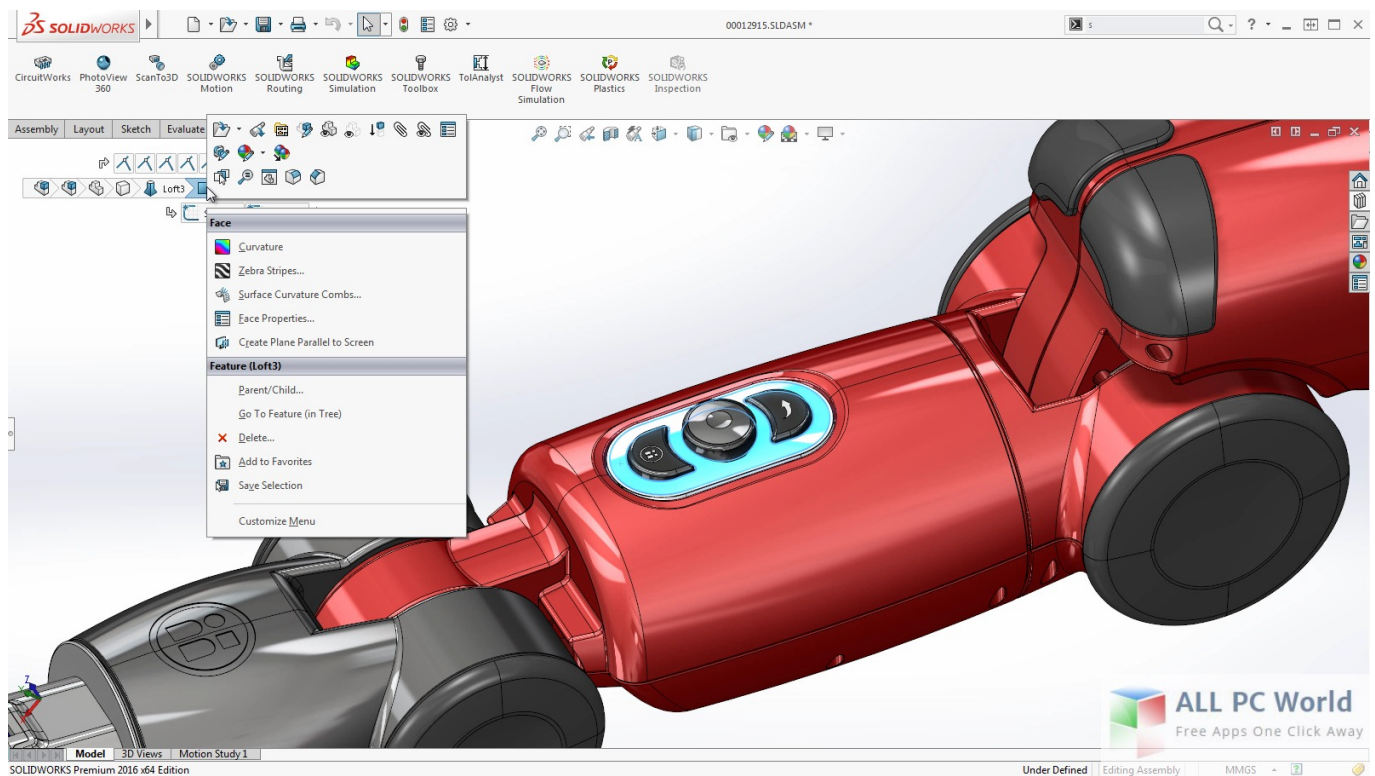 SOLIDWORKS
00012915.SLDASM *
s
?
CircuitWorks PhotoView 360 ScanTo3D SOLIDWORKS Motion SOLIDWORKS Routing SOLIDWORKS Simulation SOLIDWORKS Toolbox TolAnalyst SOLIDWORKS Flow Simulation SOLIDWORKS Plastics SOLIDWORKS Inspection
Assembly Layout Sketch Evaluate
Loft3
Face
Curvature
Zebra Stripes...
Surface Curvature Combs...
Face Properties...
Create Plane Parallel to Screen
Feature (Loft3)
Parent/Child...
Go To Feature (in Tree)
Delete...
Add to Favorites
Save Selection
Customize Menu
Z
ALL PC World
Free Apps One Click Away
Model 3D Views Motion Study 1
SOLIDWORKS Premium 2016 x64 Edition
Under Defined Editing Assembly MMGS